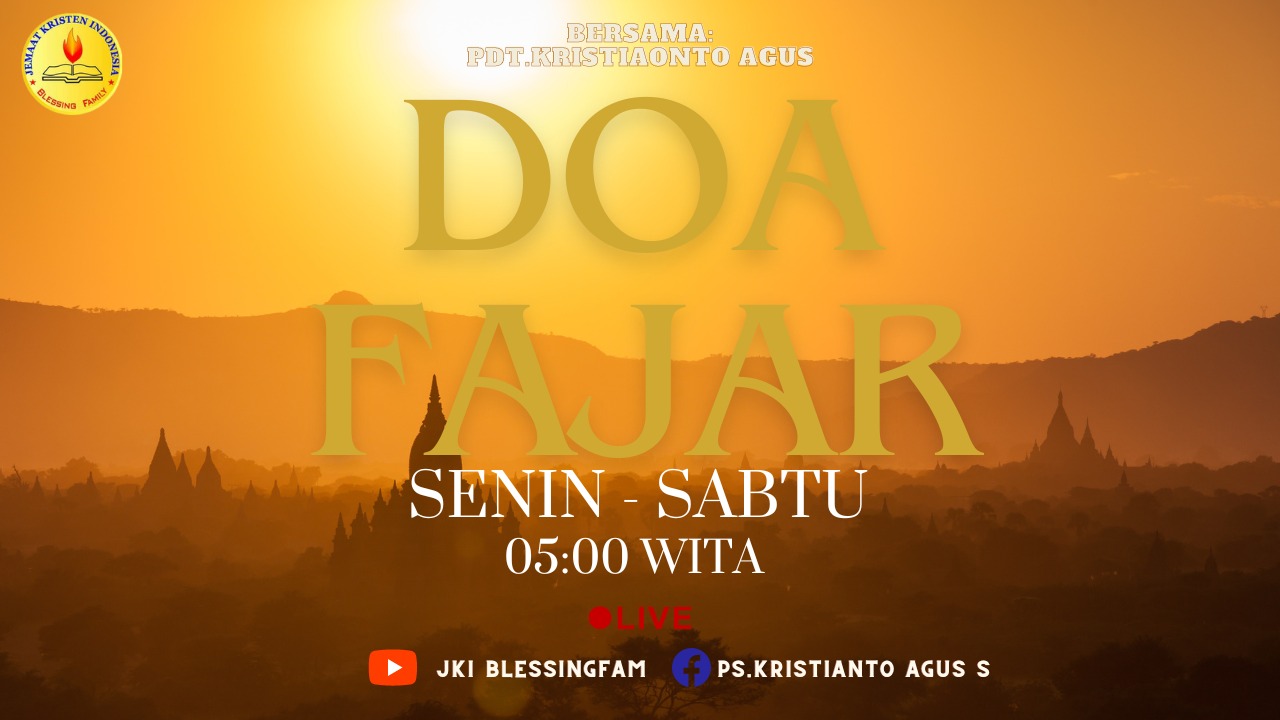 JEMAAT KRISTEN INDONESIA
BLESSING FAMILY
BERSAMA:
PDT.KRISTIAONTO AGUS
DOA
FAJAR
SENIN - SABTU
05:00 WITA
LIVE
JKI BLESSINGFAM
PS.KRISTIANTO AGUS S